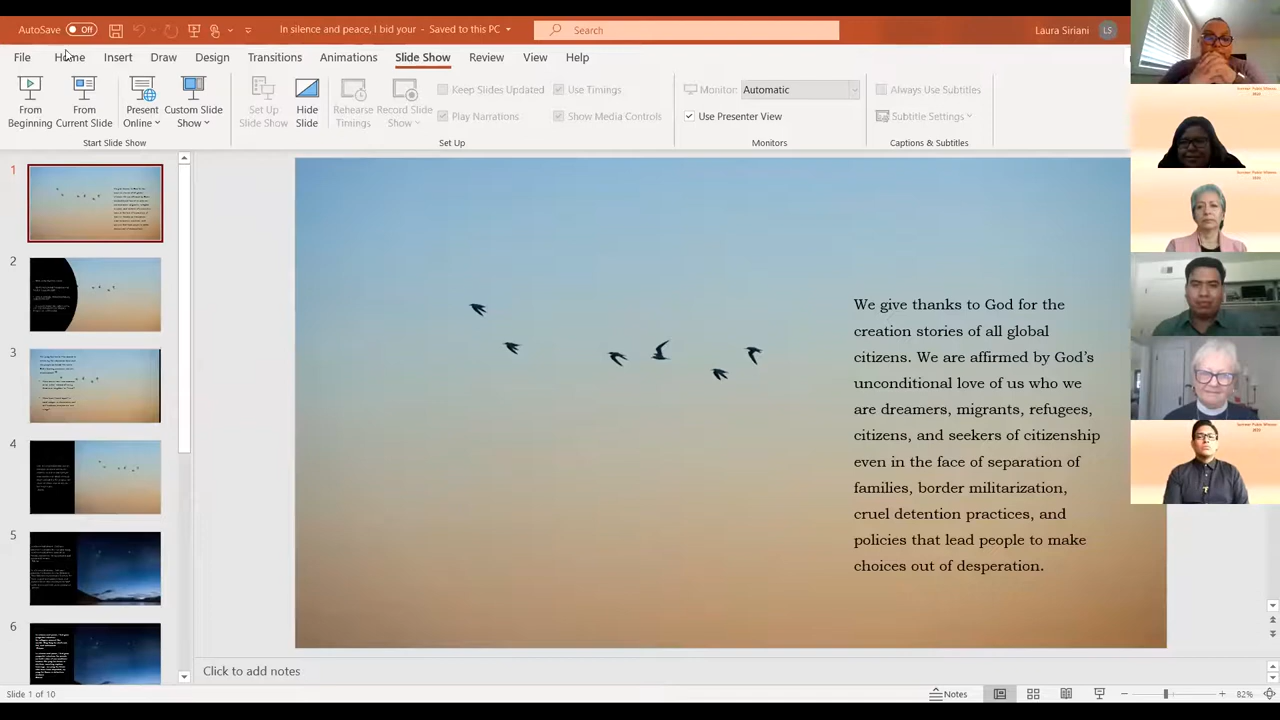 AutoSave Off In silence and peace, I bid your - Saved to this PC Search Laura Siriani LS
File Home Insert Draw Design Transitions Animations Slide Show Review View Help
From Beginning
From Current Slide
Present Online
Custom Slide Show
Start Slide Show
Set Up Slide Show
Hide Slide
Rehearse Timings
Record Slide Show
Keep Slides Updated
Play Narrations
Use Timings
Show Media Controls
Set Up
Monitor: Automatic
Use Presenter View
Monitors
Always Use Subtitles
Subtitle Settings
Captions & Subtitles
1
2
3
4
5
6
We give thanks to God for the
creation stories of all global
citizens. We are affirmed by God's
unconditional love of us who we
are dreamers, migrants, refugees,
citizens, and seekers of citizenship
even in the face of separation of
families, border militarization,
cruel detention practices, and
policies that lead people to make
choices out of desperation.
Click to add notes
Slide 1 of 10 Notes 82%